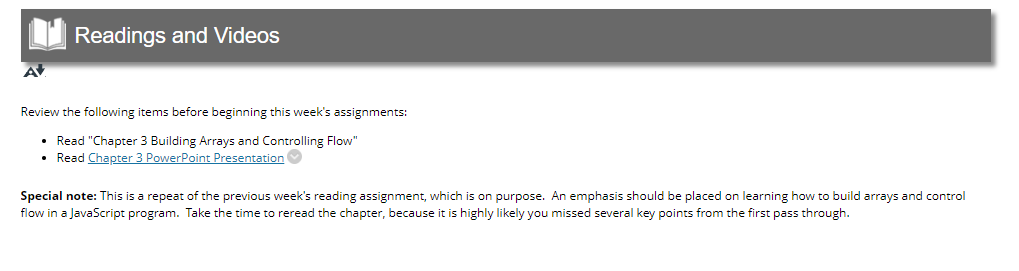 Readings and Videos
Review the following items before beginning this week's assignments:
Read "Chapter 3 Building Arrays and Controlling Flow"
Read Chapter 3 PowerPoint Presentation
Special note: This is a repeat of the previous week's reading assignment, which is on purpose.  An emphasis should be placed on learning how to build arrays and control
flow in a JavaScript program.  Take the time to reread the chapter, because it is highly likely you missed several key points from the first pass through.